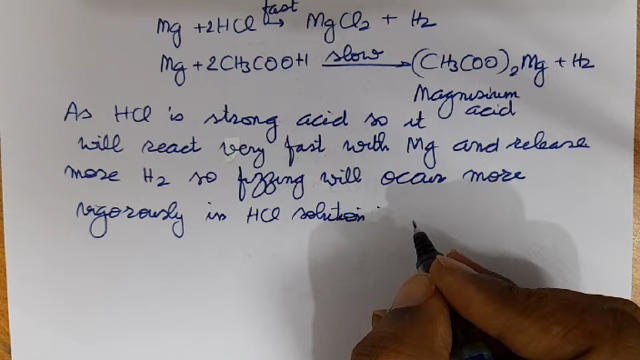 Mg + 2HCl fast → MgCl2 + H2
Mg + 2CH3COOH slow → (CH3COO)2Mg + H2
Magnesium acid
As HCl is strong acid so it
will react very fast with Mg and release
more H2 so fizzing will occur more
vigorously in HCl solution